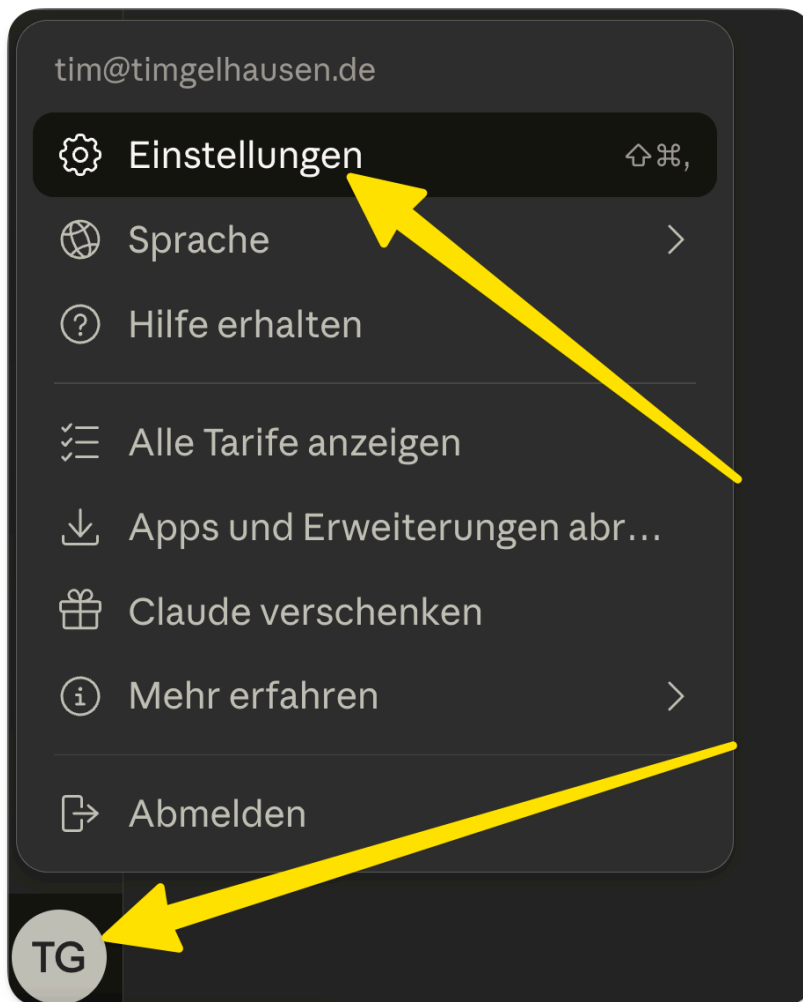 tim@timgelhausen.de
Einstellungen ⇧⌘,
Sprache
Hilfe erhalten
Alle Tarife anzeigen
Apps und Erweiterungen abr...
Claude verschenken
Mehr erfahren
Abmelden
TG